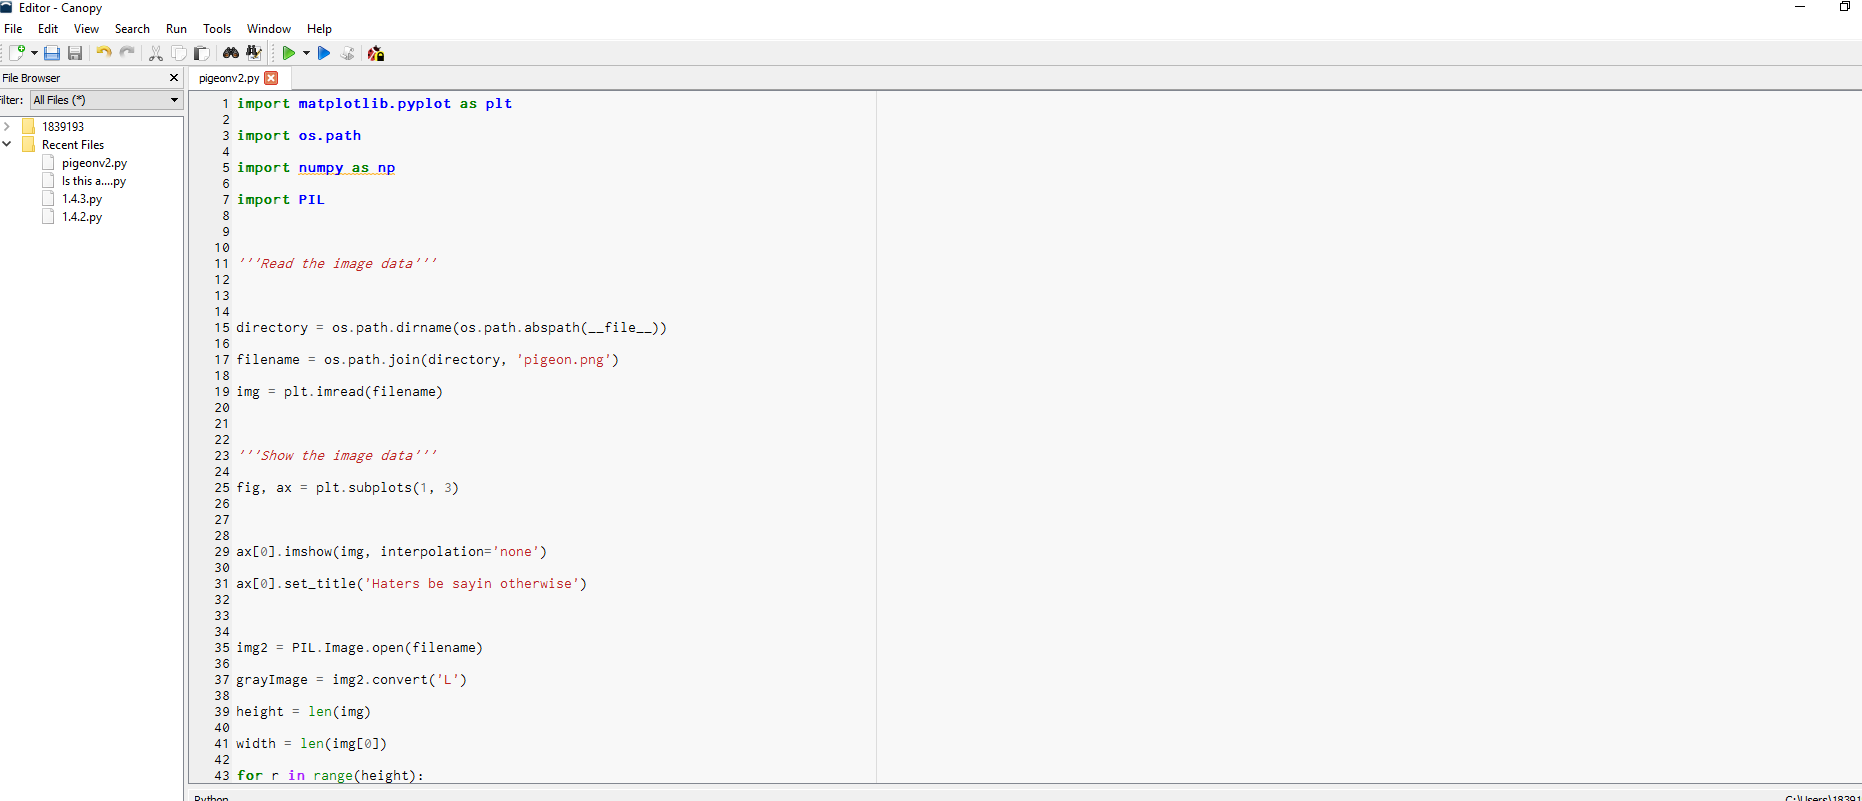 Editor - Canopy
File Edit View Search Run Tools Window Help
File Browser
ilter: All Files (*)
1839193
Recent Files
pigeonv2.py
Is this a....py
1.4.3.py
1.4.2.py
pigeonv2.py
1 import matplotlib.pyplot as plt
2
3 import os.path
4
5 import numpy as np
6
7 import PIL
8
9
10
11 '''Read the image data'''
12
13
14
15 directory = os.path.dirname(os.path.abspath(__file__))
16
17 filename = os.path.join(directory, 'pigeon.png')
18
19 img = plt.imread(filename)
20
21
22
23 '''Show the image data'''
24
25 fig, ax = plt.subplots(1, 3)
26
27
28
29 ax[0].imshow(img, interpolation='none')
30
31 ax[0].set_title('Haters be sayin otherwise')
32
33
34
35 img2 = PIL.Image.open(filename)
36
37 grayImage = img2.convert('L')
38
39 height = len(img)
40
41 width = len(img[0])
42
43 for r in range(height):
Python
C:\Users\18391